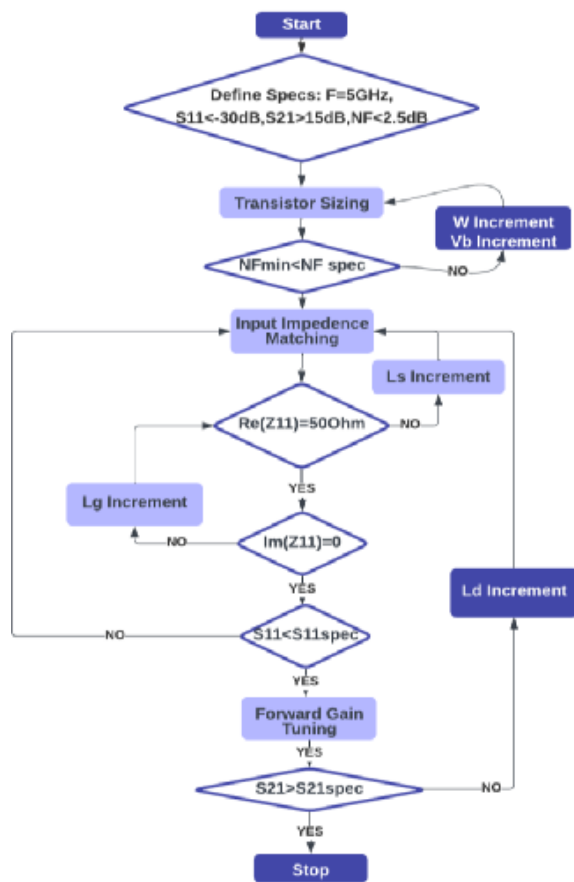 Start
Define Specs: F=5GHz,
S11<-30dB,S21>15dB,NF<2.5dB
Transistor Sizing
W Increment
Vb Increment
NFmin<NF spec
NO
Input Impedence
Matching
Ls Increment
Re(Z11)=50Ohm
NO
YES
Lg Increment
Im(Z11)=0
NO
YES
Ld Increment
S11<S11spec
NO
YES
Forward Gain
Tuning
YES
S21>S21spec
NO
YES
Stop